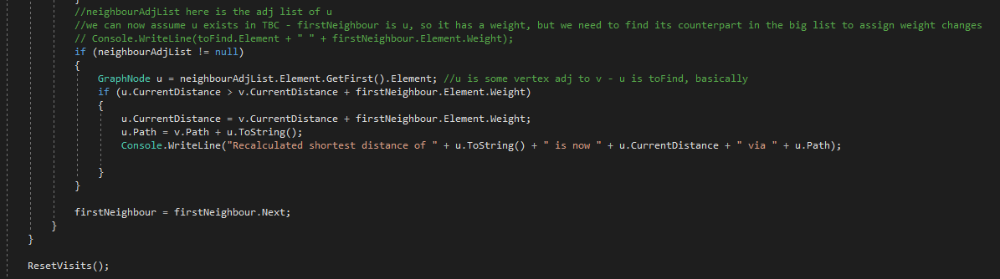 //neighbourAdjList here is the adj list of u
//we can now assume u exists in TBC - firstNeighbour is u, so it has a weight, but we need to find its counterpart in the big list to assign weight changes
// Console.WriteLine(toFind.Element + " " + firstNeighbour.Element.Weight);
if (neighbourAdjList != null)
{
GraphNode u = neighbourAdjList.Element.GetFirst().Element; //u is some vertex adj to v - u is toFind, basically
if (u.CurrentDistance > v.CurrentDistance + firstNeighbour.Element.Weight)
{
u.CurrentDistance = v.CurrentDistance + firstNeighbour.Element.Weight;
u.Path = v.Path + u.ToString();
Console.WriteLine("Recalculated shortest distance of " + u.ToString() + " is now " + u.CurrentDistance + " via " + u.Path);
}
}
firstNeighbour = firstNeighbour.Next;
}
}
ResetVisits();